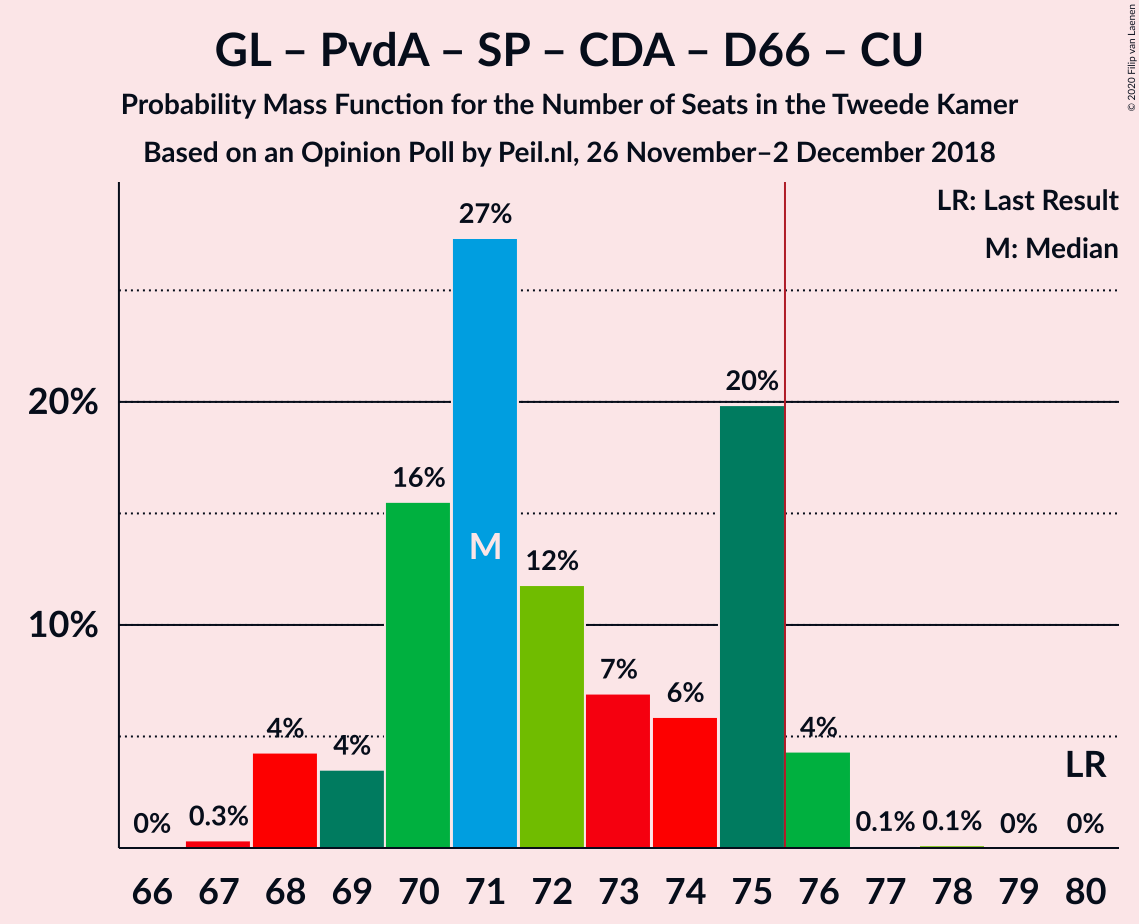 GL – PvdA – SP – CDA – D66 – CU
Probability Mass Function for the Number of Seats in the Tweede Kamer
Based on an Opinion Poll by Peil.nl, 26 November–2 December 2018
© 2020 Filip van Laenen
LR: Last Result
M: Median
27%
20%
20%
16%
M
12%
10%
7%
6%
4%
4%
4%
LR
0%
0.3%
0.1%
0.1%
0%
0%
66 67 68 69 70 71 72 73 74 75 76 77 78 79 80